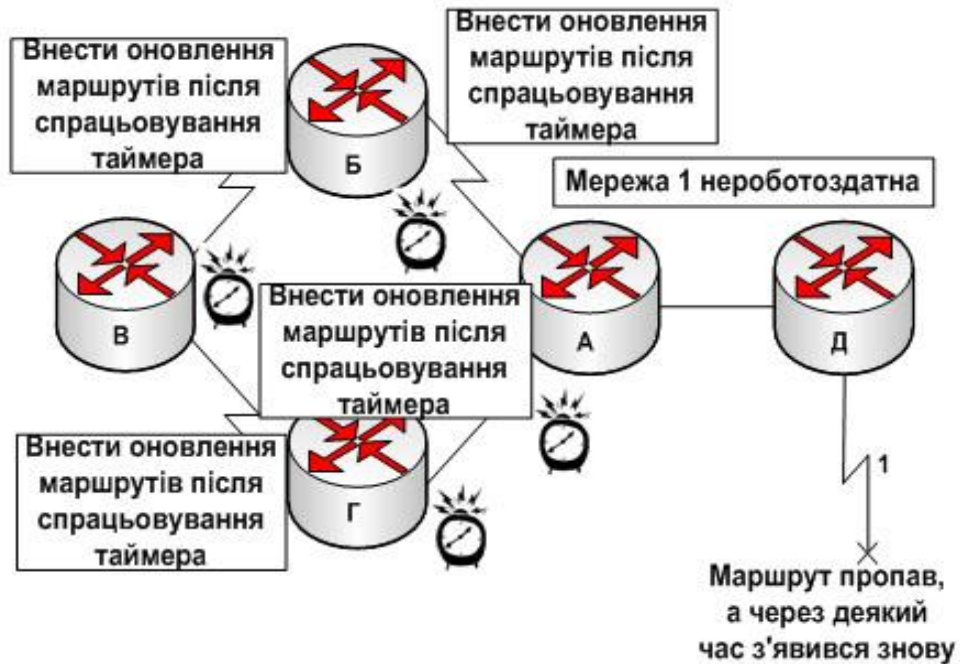 Внести оновлення
маршрутів після
спрацьовування
таймера
Внести оновлення
маршрутів після
спрацьовування
таймера
Б
Мережа 1 нероботоздатна
В
Внести оновлення
маршрутів після
спрацьовування
таймера
А
Д
Внести оновлення
маршрутів після
спрацьовування
таймера
Г
1
Маршрут пропав,
а через деякий
час з'явився знову